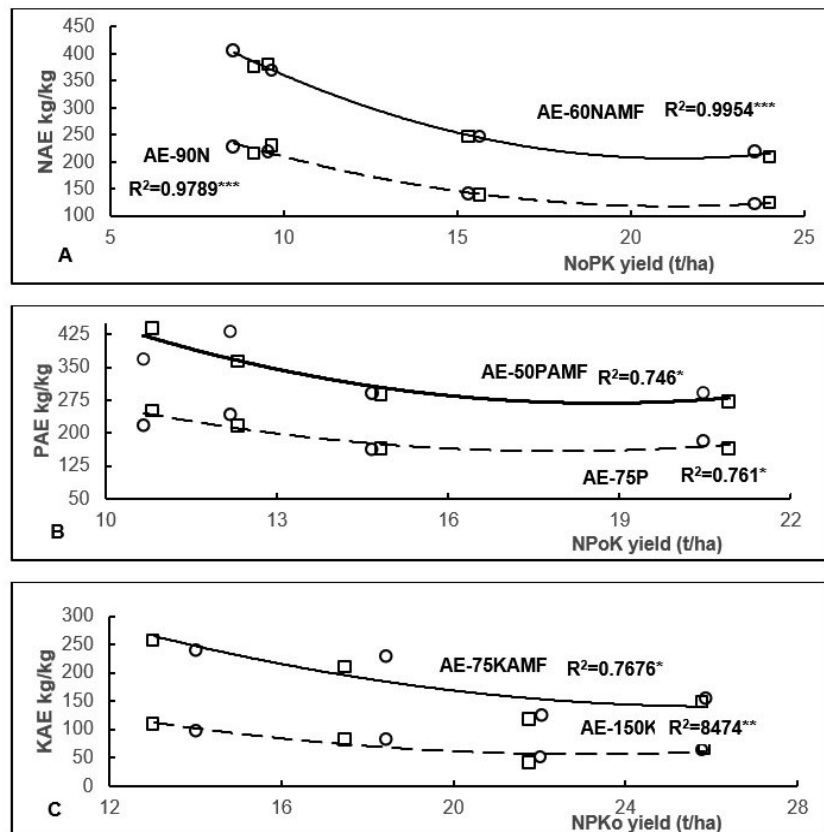 450
400
350
300
250
200
150
100
NAE kg/kg
AE-60NAMF R²=0.9954***
AE-90N
R²=0.9789***
5 10 15 20 25
A NoPK yield (t/ha)
425
350
275
200
125
50
PAE kg/kg
AE-50PAMF R²=0.746*
AE-75P R²=0.761*
10 13 16 19 22
B NPoK yield (t/ha)
300
250
200
150
100
50
0
KAE kg/kg
AE-75KAMF R²=0.7676*
AE-150K R²=8474**
12 16 20 24 28
C NPKo yield (t/ha)